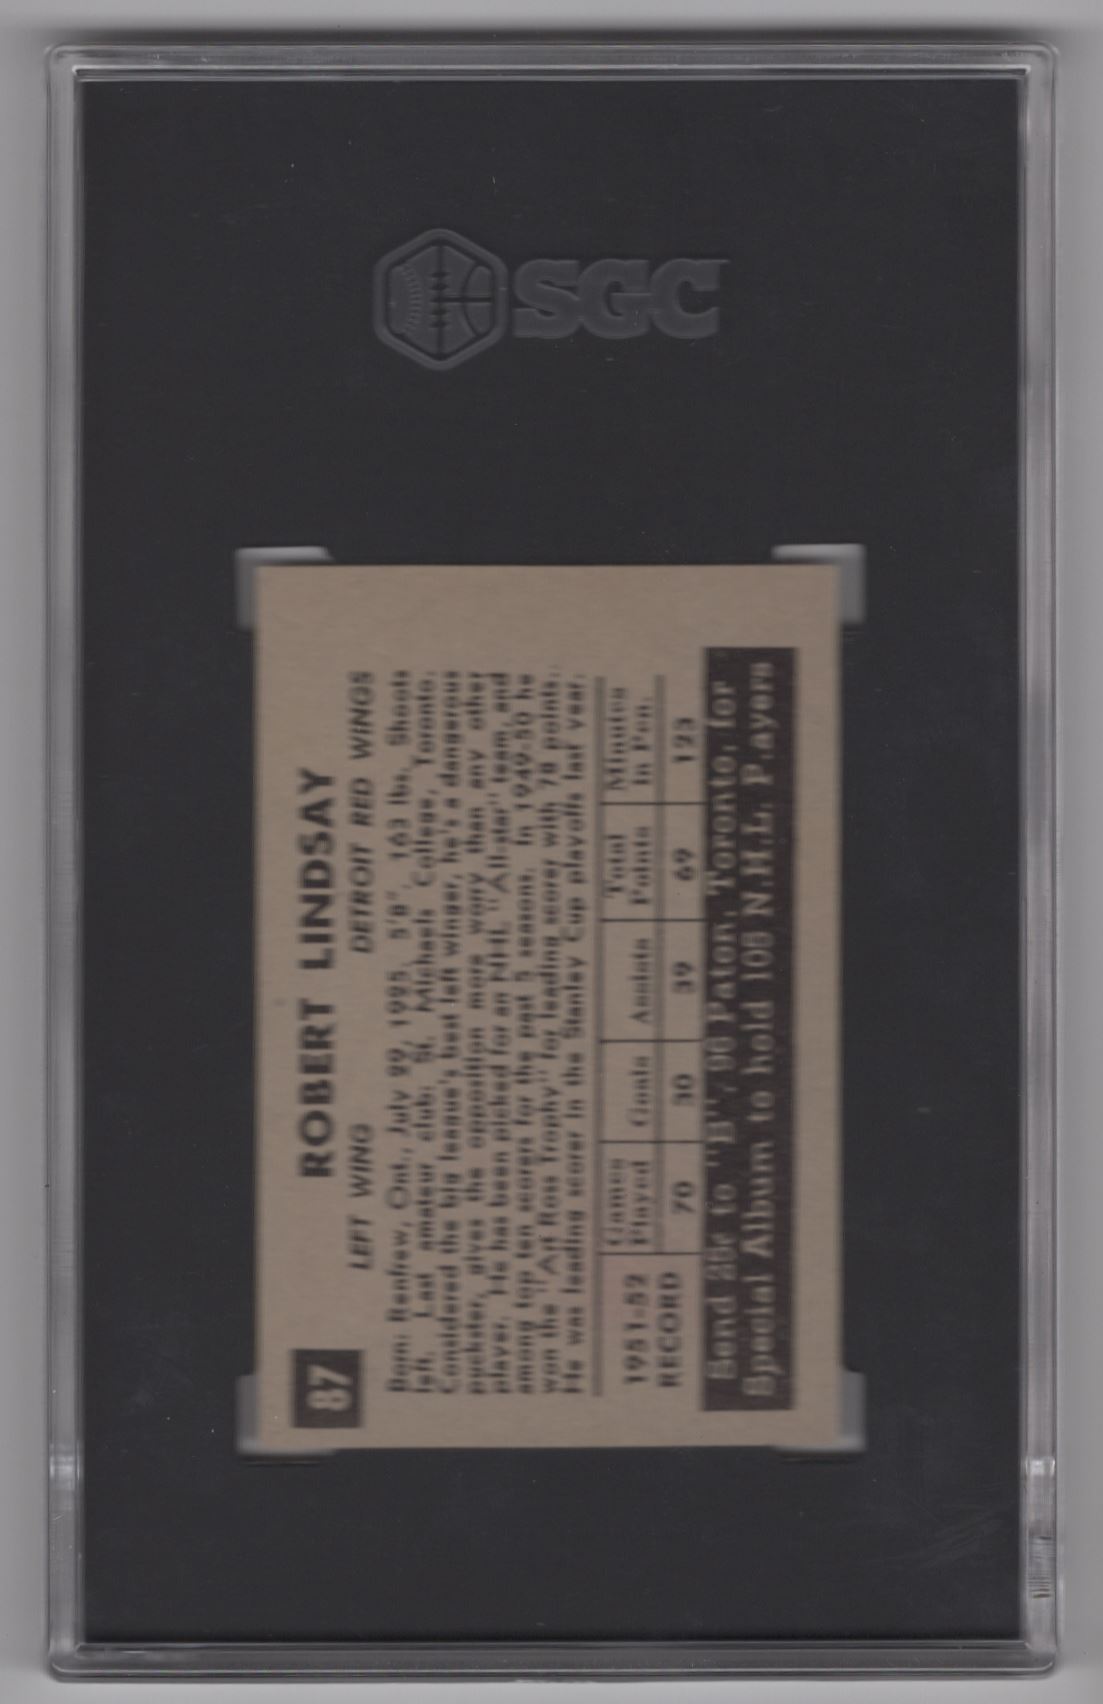 SGC
87
ROBERT LINDSAY
LEFT WING DETROIT RED WINGS
Born: Renfrew, Ont., July 29, 1925. 5'8", 163 lbs. Shoots
left. Last amateur club: St. Michaels College, Toronto.
Considered the big league's best left winger, he's a dangerous
puckster, gives the opposition more worry than any other
player. He has been picked for an NHL "All-star" team, and
among top ten scorers for the past 5 seasons. In 1949-50 he
won the "Art Ross Trophy" for leading scorer with 78 points.
He was leading scorer in the Stanley Cup playoffs last year.
1951-52 RECORD Games Played Goals Assists Total Points Minutes in Pen.
70 30 39 69 123
Send 25¢ to "B", 96 Paton, Toronto, for
Special Album to hold 105 N.H.L. Players